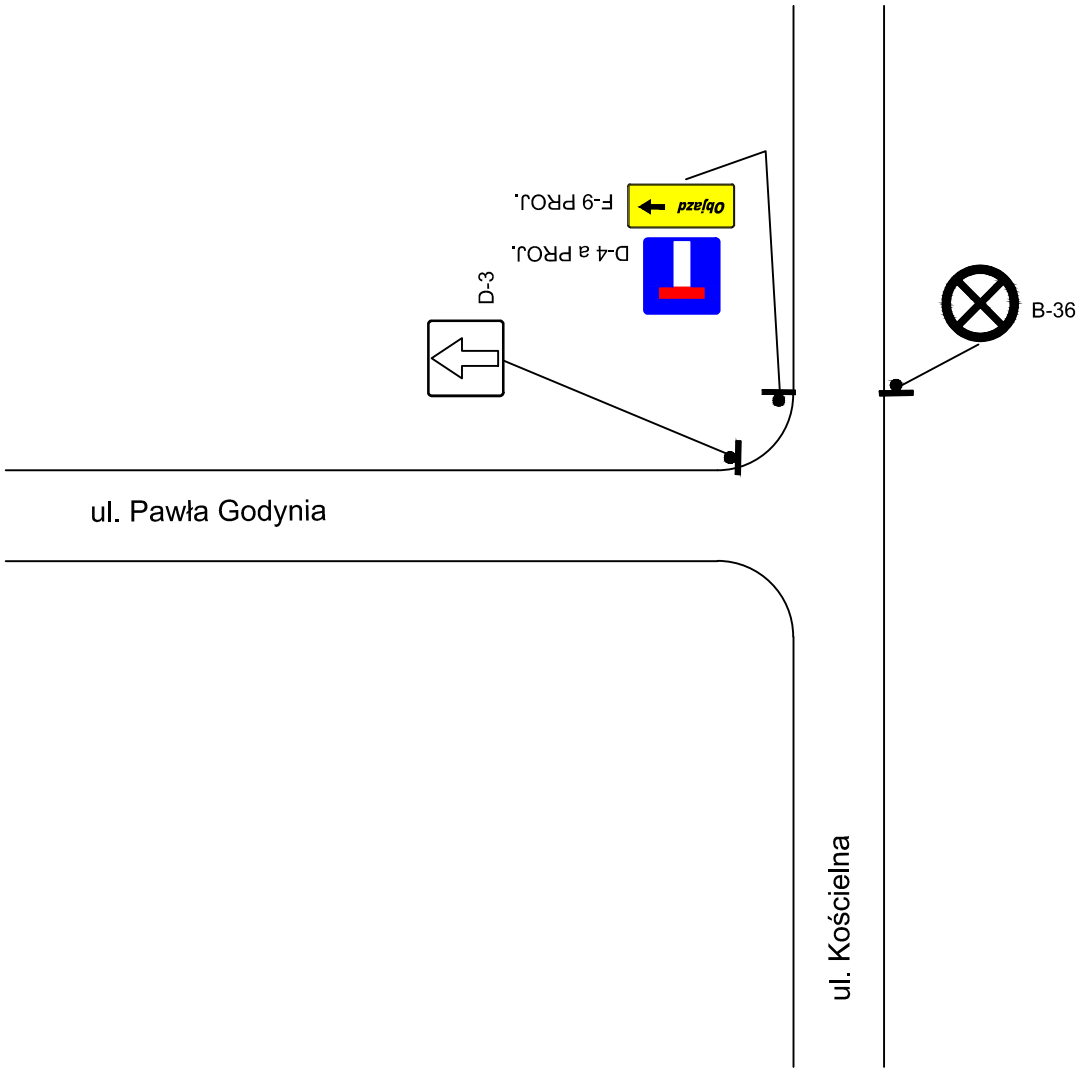 F-9 PROJ.
Objazd
D-4 a PROJ.
D-3
B-36
ul. Pawła Godynia
ul. Kościelna